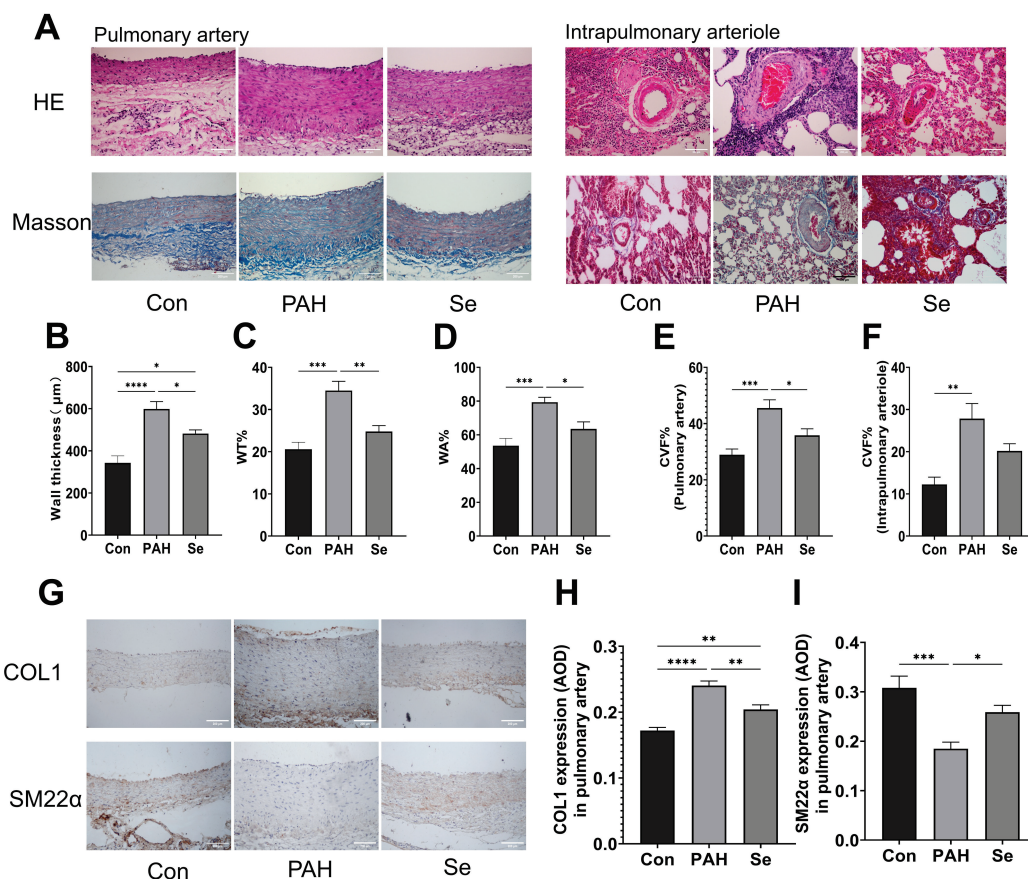 A
Pulmonary artery
Intrapulmonary arteriole
HE
Masson
Con PAH Se
Con PAH Se
B
Wall thickness( μm)
800
600
400
200
0
*
**** *
Con PAH Se
C
WT%
40
30
20
10
0
*** **
Con PAH Se
D
WA%
100
80
60
40
20
0
*** *
Con PAH Se
E
CVF%
(Pulmonary artery)
60
40
20
0
*** *
Con PAH Se
F
CVF%
(Intrapulmonary arteriole)
40
30
20
10
0
**
Con PAH Se
G
COL1
SM22α
Con PAH Se
H
COL1 expression (AOD)
in pulmonary artery
0.3
0.2
0.1
0.0
**
**** **
Con PAH Se
I
SM22α expression (AOD)
in pulmonary artery
0.4
0.3
0.2
0.1
0.0
*** *
Con PAH Se